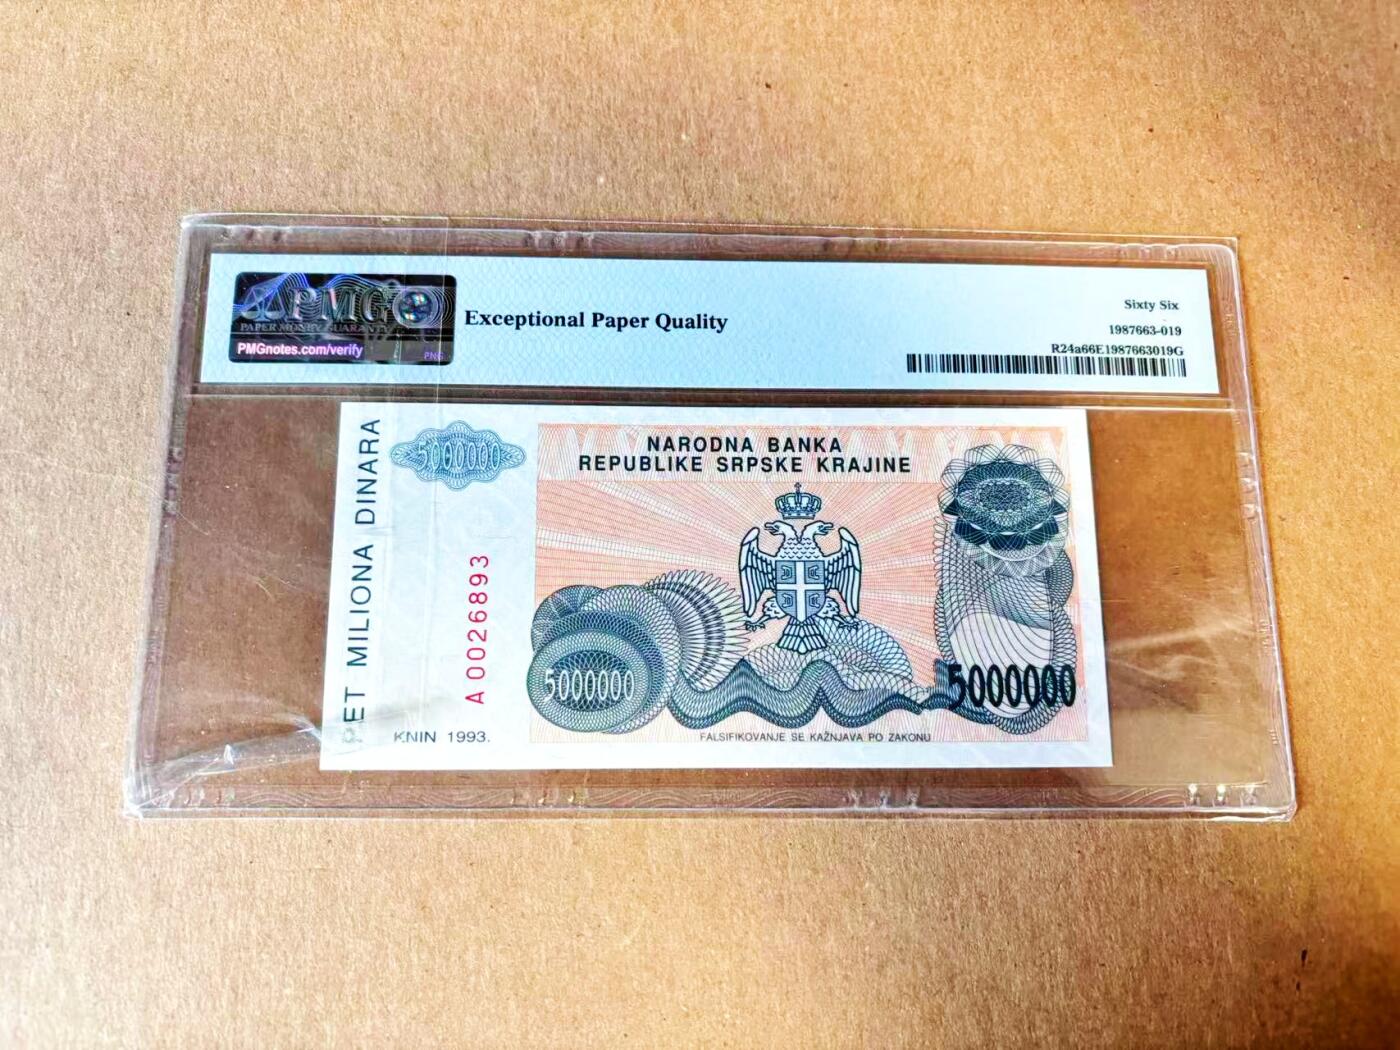 PMG
PAPER MONEY GUARANTY
PMGnotes.com/verify
PNG
Exceptional Paper Quality
Sixty Six
1987663-019
R24a66E1987663019G
PET MILIONA DINARA
5000000
NARODNA BANKA
REPUBLIKE SRPSKE KRAJINE
A 0026893
5000000
5000000
KNIN 1993.
FALSIFIKOVANJE SE KAŽNJAVA PO ZAKONU